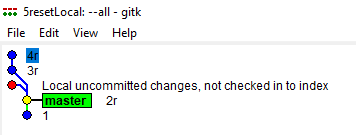 5resetLocal: --all - gitk
File Edit View Help
4r
3r
Local uncommitted changes, not checked in to index
master 2r
1